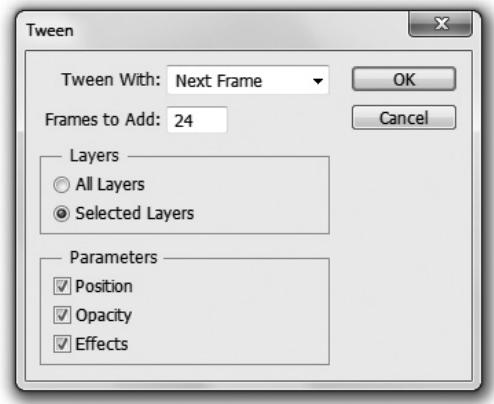 Tween
Tween With: Next Frame
OK
Frames to Add: 24
Cancel
Layers
All Layers
Selected Layers
Parameters
Position
Opacity
Effects